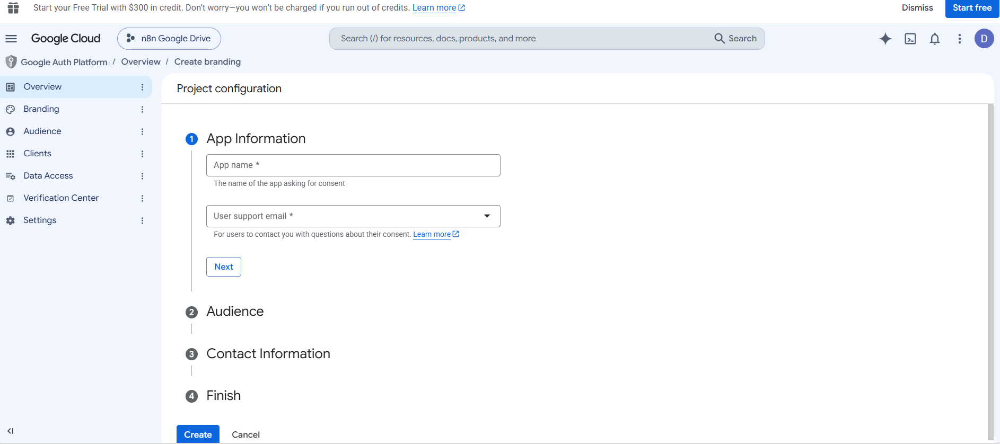 Start your Free Trial with $300 in credit. Don't worry—you won't be charged if you run out of credits. Learn more
Dismiss
Start free
Google Cloud
n8n Google Drive
Search (/) for resources, docs, products, and more
Search
D
Google Auth Platform / Overview / Create branding
Overview
Branding
Audience
Clients
Data Access
Verification Center
Settings
Project configuration
1 App Information
App name *
The name of the app asking for consent
User support email *
For users to contact you with questions about their consent. Learn more
Next
2 Audience
3 Contact Information
4 Finish
Create
Cancel